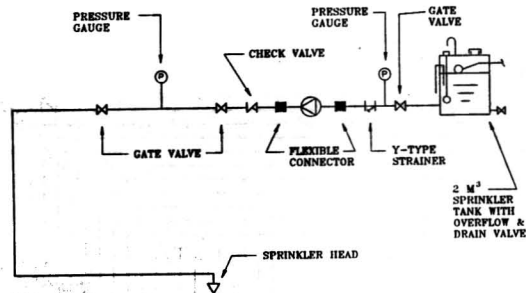 PRESSURE
GAUGE
PRESSURE
GAUGE
GATE
VALVE
CHECK VALVE
P
P
GATE VALVE
FLEXIBLE
CONNECTOR
Y-TYPE
STRAINER
2 M³
SPRINKLER
TANK WITH
OVERFLOW &
DRAIN VALVE
SPRINKLER HEAD